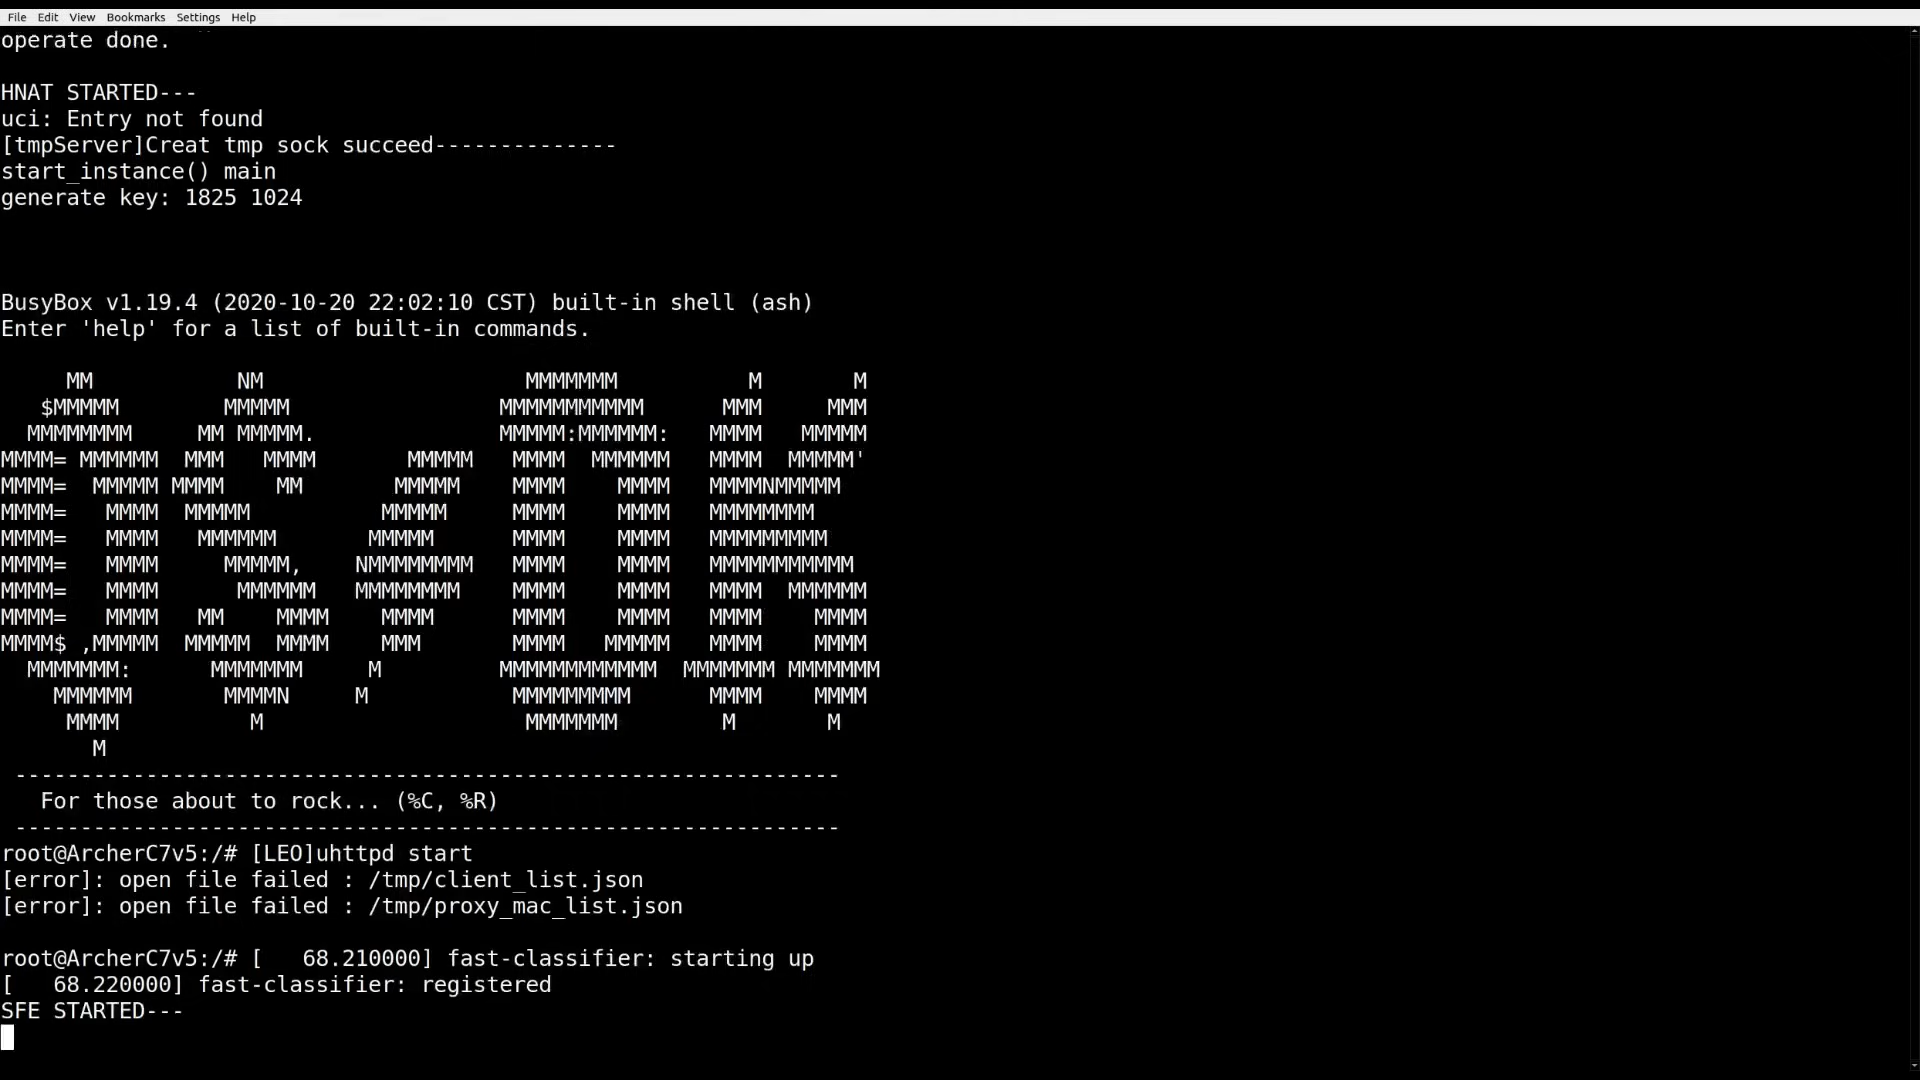 File Edit View Bookmarks Settings Help
operate done.
HNAT STARTED---
uci: Entry not found
[tmpServer]Creat tmp sock succeed--------------
start_instance() main
generate key: 1825 1024
BusyBox v1.19.4 (2020-10-20 22:02:10 CST) built-in shell (ash)
Enter 'help' for a list of built-in commands.
     MM           NM                    MMMMMMM          M       M
   $MMMMM        MMMMM                MMMMMMMMMMM      MMM     MMM
  MMMMMMMM     MM MMMMM.              MMMMM:MMMMMM:   MMMM   MMMMM
MMMM= MMMMMM  MMM   MMMM       MMMMM   MMMM  MMMMMM   MMMM  MMMMM'
MMMM=  MMMMM MMMM    MM       MMMMM    MMMM    MMMM   MMMMNMMMMM
MMMM=   MMMM  MMMMM          MMMMM     MMMM    MMMM   MMMMMMMM
MMMM=   MMMM   MMMMMM       MMMMM      MMMM    MMMM   MMMMMMMMM
MMMM=   MMMM     MMMMM,    NMMMMMMMM   MMMM    MMMM   MMMMMMMMMMM
MMMM=   MMMM      MMMMMM   MMMMMMMM    MMMM    MMMM   MMMM  MMMMMM
MMMM=   MMMM   MM    MMMM    MMMM      MMMM    MMMM   MMMM    MMMM
MMMM$ ,MMMMM  MMMMM  MMMM    MMM       MMMM   MMMMM   MMMM    MMMM
  MMMMMMM:      MMMMMMM     M         MMMMMMMMMMMM  MMMMMMM MMMMMMM
    MMMMMM       MMMMN     M           MMMMMMMMM      MMMM    MMMM
     MMMM          M                    MMMMMMM        M       M
       M
 ---------------------------------------------------------------
   For those about to rock... (%C, %R)
 ---------------------------------------------------------------
root@ArcherC7v5:/# [LEO]uhttpd start
[error]: open file failed : /tmp/client_list.json
[error]: open file failed : /tmp/proxy_mac_list.json
root@ArcherC7v5:/# [   68.210000] fast-classifier: starting up
[   68.220000] fast-classifier: registered
SFE STARTED---